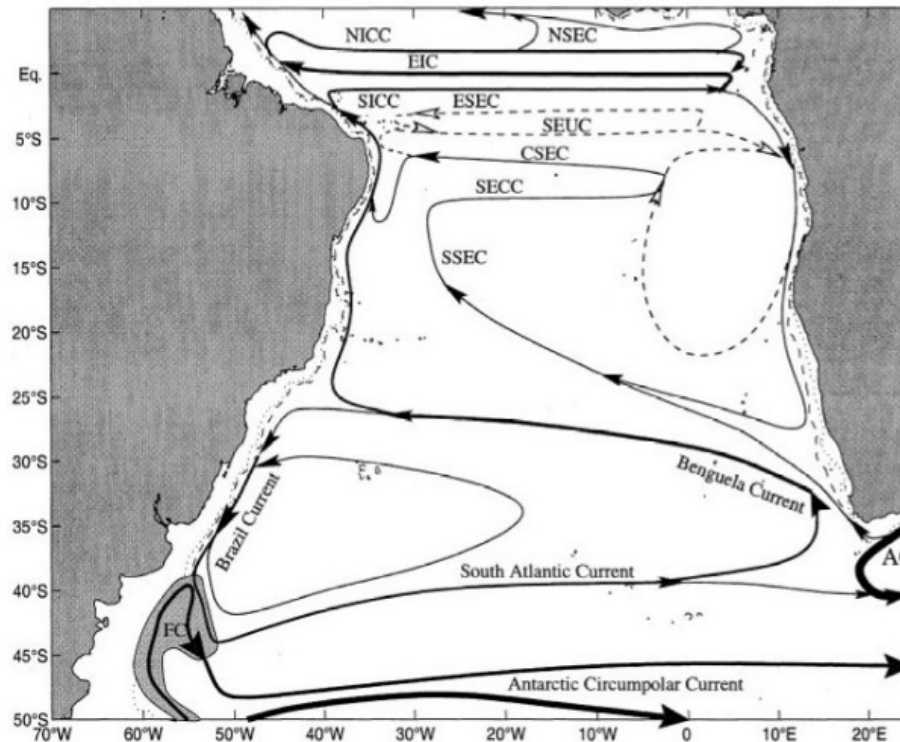 NICC NSEC
Eq. EIC
SICC ESEC
5°S SEUC
CSEC
10°S SECC
15°S SSEC
20°S
25°S
30°S Brazil Current Benguela Current
35°S
40°S South Atlantic Current
45°S FC
Antarctic Circumpolar Current
50°S
70°W 60°W 50°W 40°W 30°W 20°W 10°W 0 10°E 20°E